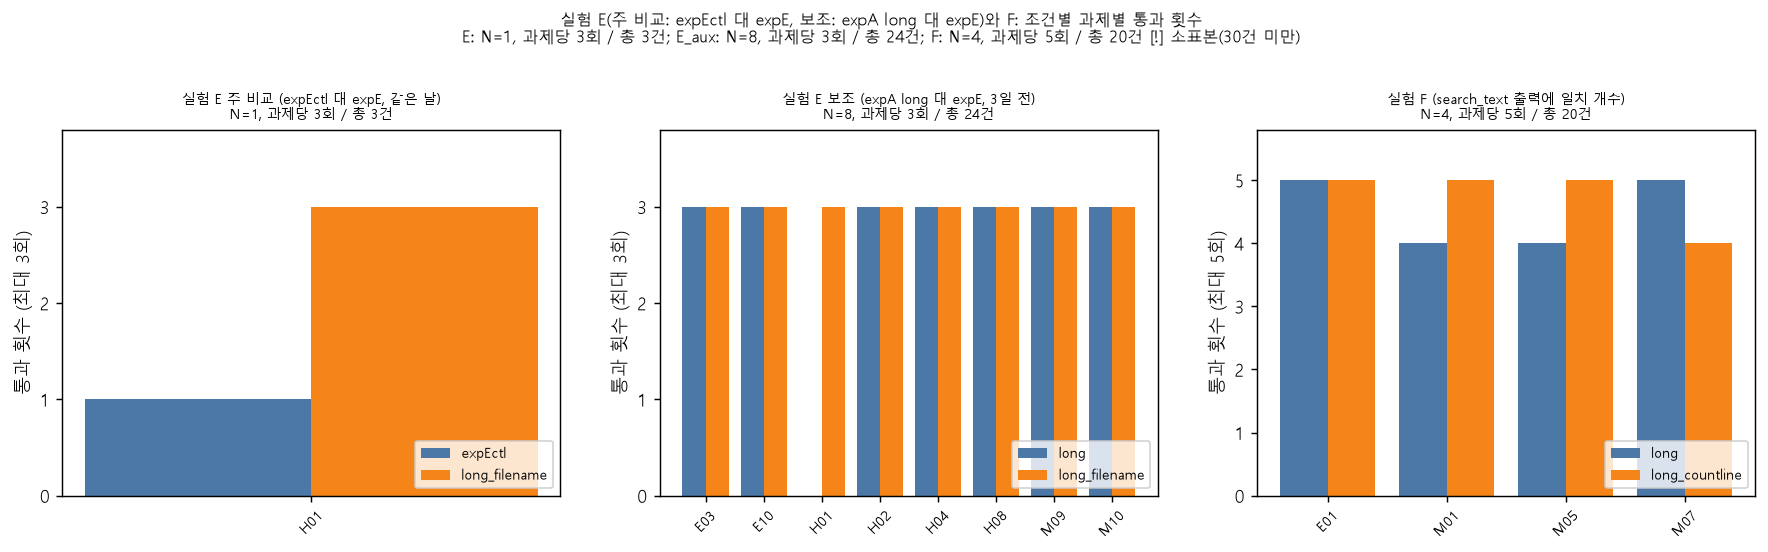 실험 E(주 비교: expEctl 대 expE, 보조: expA long 대 expE)와 F: 조건별 과제별 통과 횟수
E: N=1, 과제당 3회 / 총 3건; E_aux: N=8, 과제당 3회 / 총 24건; F: N=4, 과제당 5회 / 총 20건 [!] 소표본(30건 미만)
실험 E 주 비교 (expEctl 대 expE, 같은 날)
N=1, 과제당 3회 / 총 3건
통과 횟수 (최대 3회)
3
2
1
0
H01
expEctl
long_filename
실험 E 보조 (expA long 대 expE, 3일 전)
N=8, 과제당 3회 / 총 24건
통과 횟수 (최대 3회)
3
2
1
0
E03
E10
H01
H02
H04
H08
M09
M10
long
long_filename
실험 F (search_text 출력에 일치 개수)
N=4, 과제당 5회 / 총 20건
통과 횟수 (최대 5회)
5
4
3
2
1
0
E01
M01
M05
M07
long
long_countline